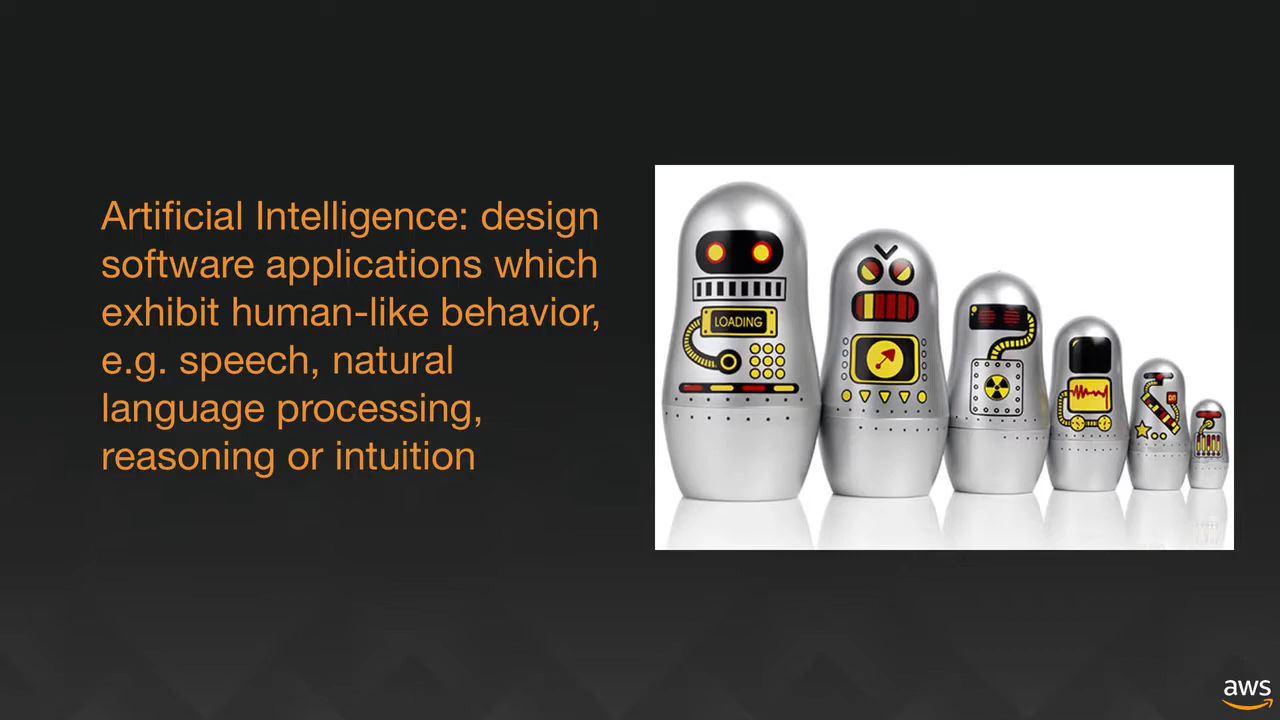 Artificial Intelligence: design
software applications which
exhibit human-like behavior,
e.g. speech, natural
language processing,
reasoning or intuition
LOADING
aws